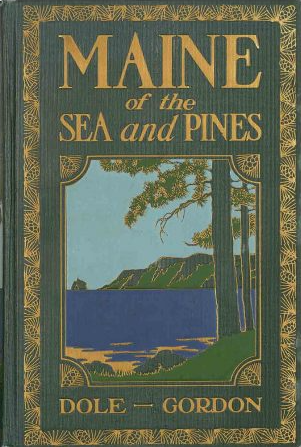 MAINE
of the
SEA and PINES
DOLE — GORDON